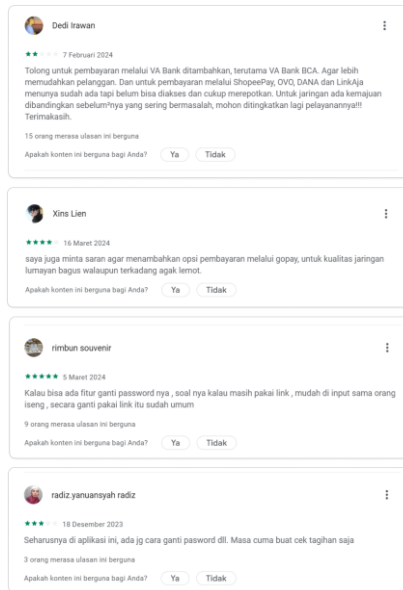 Dedi Irawan
7 Februari 2024
Tolong untuk pembayaran melalui VA Bank ditambahkan, terutama VA Bank BCA. Agar lebih
memudahkan pelanggan. Dan untuk pembayaran melalui ShopeePay, OVO, DANA dan LinkAja
menunya sudah ada tapi belum bisa diakses dan cukup merepotkan. Untuk jaringan ada kemajuan
dibandingkan sebelum²nya yang sering bermasalah, mohon ditingkatkan lagi pelayanannya!!!
Terimakasih.
15 orang merasa ulasan ini berguna
Apakah konten ini berguna bagi Anda? Ya Tidak
Xins Lien
16 Maret 2024
saya juga minta saran agar menambahkan opsi pembayaran melalui gopay, untuk kualitas jaringan
lumayan bagus walaupun terkadang agak lemot.
Apakah konten ini berguna bagi Anda? Ya Tidak
rimbun souvenir
5 Maret 2024
Kalau bisa ada fitur ganti password nya , soal nya kalau masih pakai link , mudah di input sama orang
iseng , secara ganti pakai link itu sudah umum
9 orang merasa ulasan ini berguna
Apakah konten ini berguna bagi Anda? Ya Tidak
radiz.yanuansyah radiz
18 Desember 2023
Seharusnya di aplikasi ini, ada jg cara ganti pasword dll. Masa cuma buat cek tagihan saja
3 orang merasa ulasan ini berguna
Apakah konten ini berguna bagi Anda? Ya Tidak